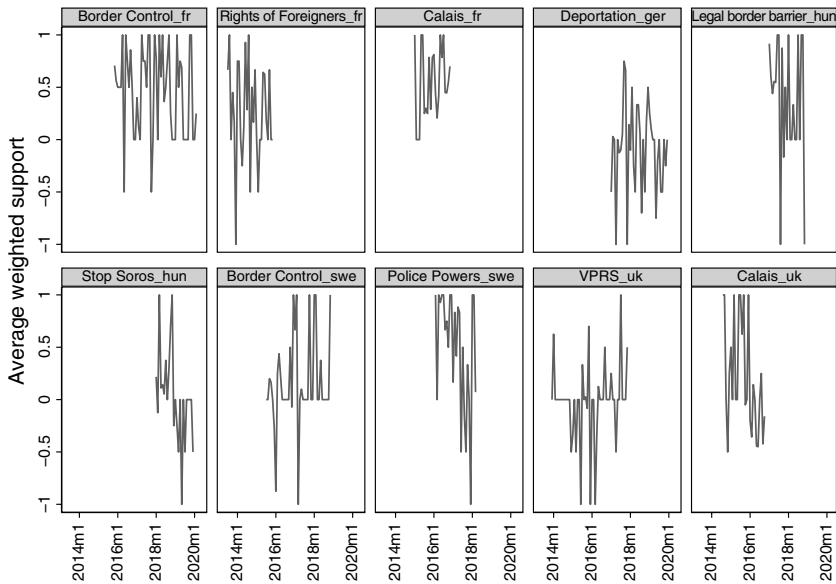 Average weighted support
Border Control_fr
Rights of Foreigners_fr
Calais_fr
Deportation_ger
Legal border barrier_hun
1
0.5
0
−0.5
−1
Stop Soros_hun
Border Control_swe
Police Powers_swe
VPRS_uk
Calais_uk
1
0.5
0
−0.5
−1
2014m1
2016m1
2018m1
2020m1
2014m1
2016m1
2018m1
2020m1
2014m1
2016m1
2018m1
2020m1
2014m1
2016m1
2018m1
2020m1
2014m1
2016m1
2018m1
2020m1